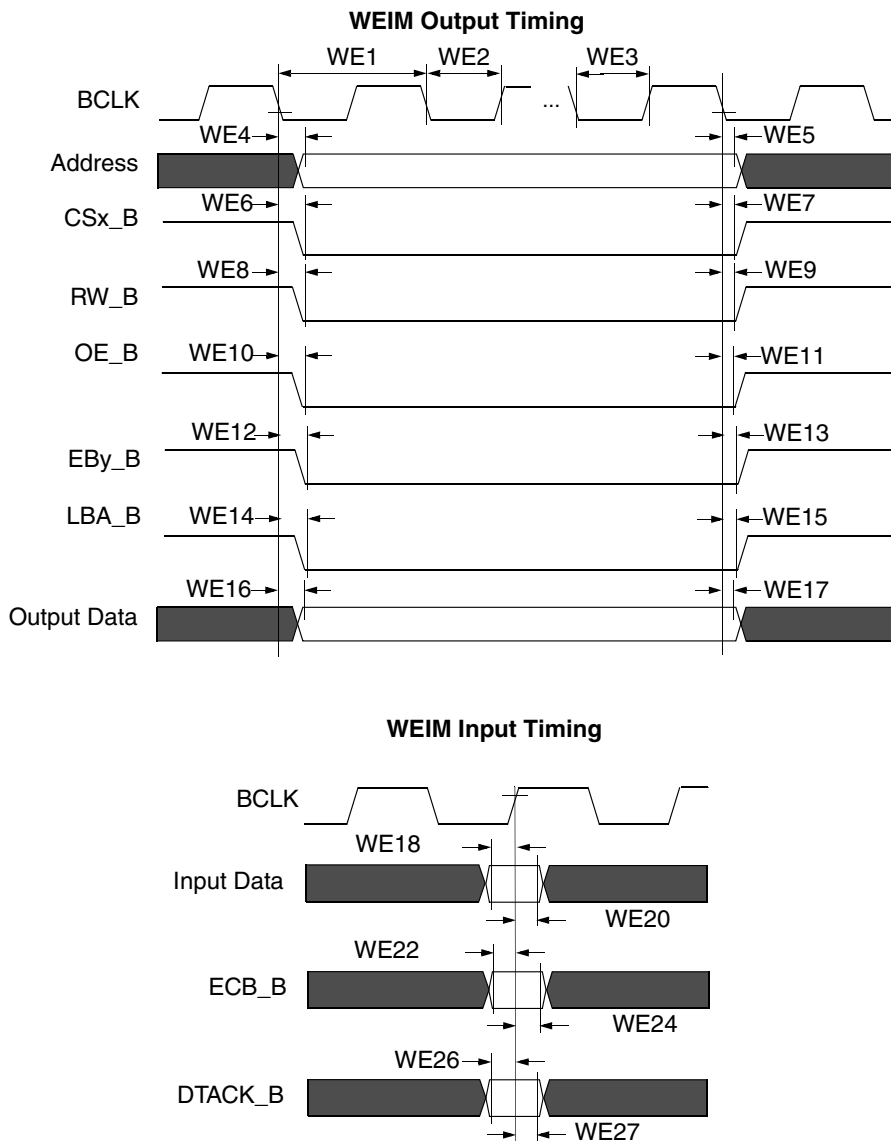 WEIM Output Timing
WE1 WE2 WE3
BCLK ...
WE4 WE5
Address
WE6 WE7
CSx_B
WE8 WE9
RW_B
OE_B WE10 WE11
WE12 WE13
EBy_B
LBA_B WE14 WE15
WE16 WE17
Output Data
WEIM Input Timing
BCLK
WE18
Input Data
WE20
WE22
ECB_B
WE24
WE26
DTACK_B
WE27